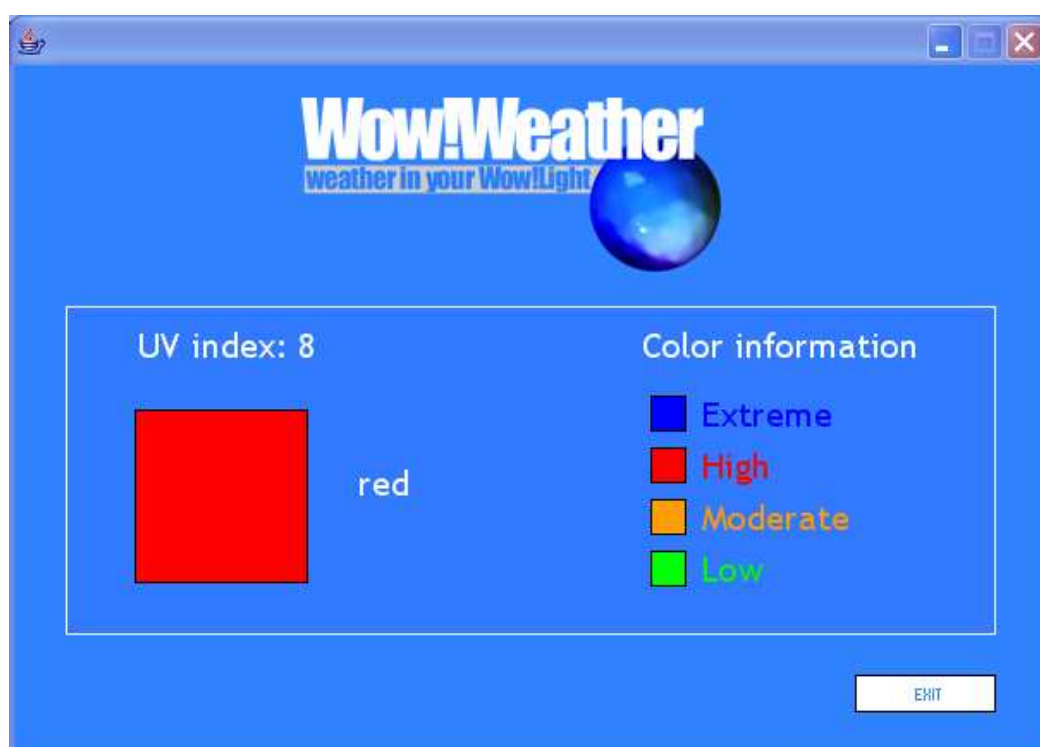 Wow!Weather
weather in your Wow!Light
UV index: 8
Color information
red
Extreme
High
Moderate
Low
EXIT